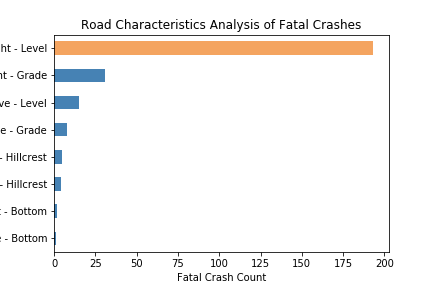 Road Characteristics Analysis of Fatal Crashes
ht - Level
nt - Grade
ve - Level
e - Grade
- Hillcrest
- Hillcrest
t - Bottom
e - Bottom
0 25 50 75 100 125 150 175 200
Fatal Crash Count